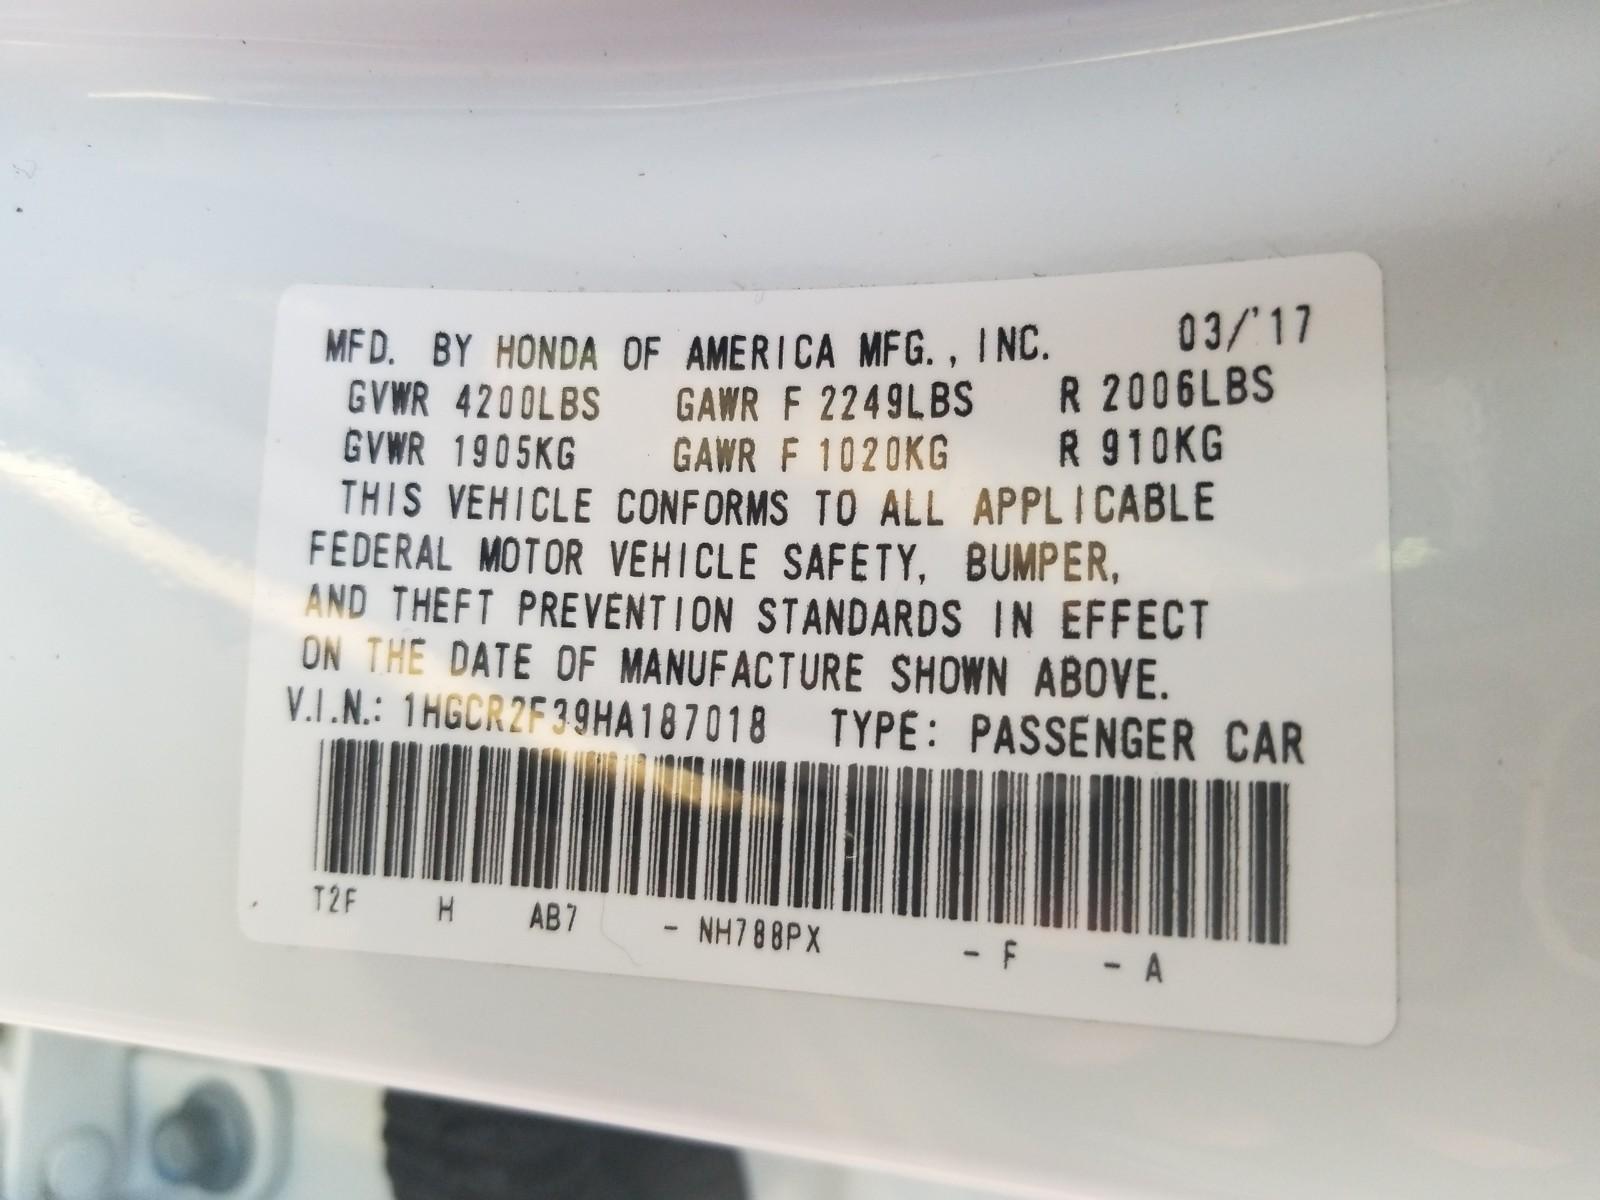 MFD. BY HONDA OF AMERICA MFG., INC. 03/'17
GVWR 4200LBS GAWR F 2249LBS R 2006LBS
GVWR 1905KG GAWR F 1020KG R 910KG
THIS VEHICLE CONFORMS TO ALL APPLICABLE
FEDERAL MOTOR VEHICLE SAFETY, BUMPER,
AND THEFT PREVENTION STANDARDS IN EFFECT
ON THE DATE OF MANUFACTURE SHOWN ABOVE.
V.I.N.: 1HGCR2F39HA187018 TYPE: PASSENGER CAR
T2F H AB7 - NH788PX - F - A